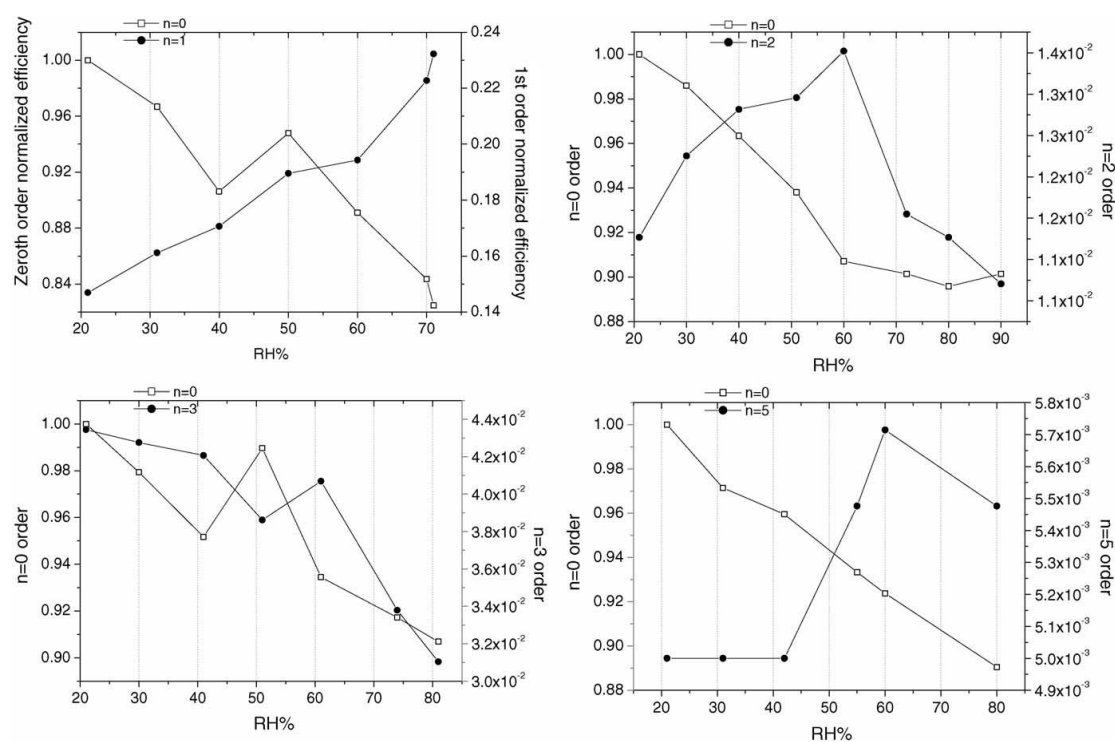 n=0
n=1
0.24
0.22
0.20
0.18
0.16
0.14
1.00
0.96
0.92
0.88
0.84
Zeroth order normalized efficiency
1st order normalized efficiency
20 30 40 50 60 70
RH%
n=0
n=2
1.4x10⁻²
1.3x10⁻²
1.3x10⁻²
1.2x10⁻²
1.2x10⁻²
1.1x10⁻²
1.1x10⁻²
1.00
0.98
0.96
0.94
0.92
0.90
0.88
n=0 order
n=2 order
20 30 40 50 60 70 80 90
RH%
n=0
n=3
4.4x10⁻²
4.2x10⁻²
4.0x10⁻²
3.8x10⁻²
3.6x10⁻²
3.4x10⁻²
3.2x10⁻²
3.0x10⁻²
1.00
0.98
0.96
0.94
0.92
0.90
n=0 order
n=3 order
20 30 40 50 60 70 80
RH%
n=0
n=5
5.8x10⁻³
5.7x10⁻³
5.6x10⁻³
5.5x10⁻³
5.4x10⁻³
5.3x10⁻³
5.2x10⁻³
5.1x10⁻³
5.0x10⁻³
4.9x10⁻³
1.00
0.98
0.96
0.94
0.92
0.90
0.88
n=0 order
n=5 order
20 30 40 50 60 70 80
RH%